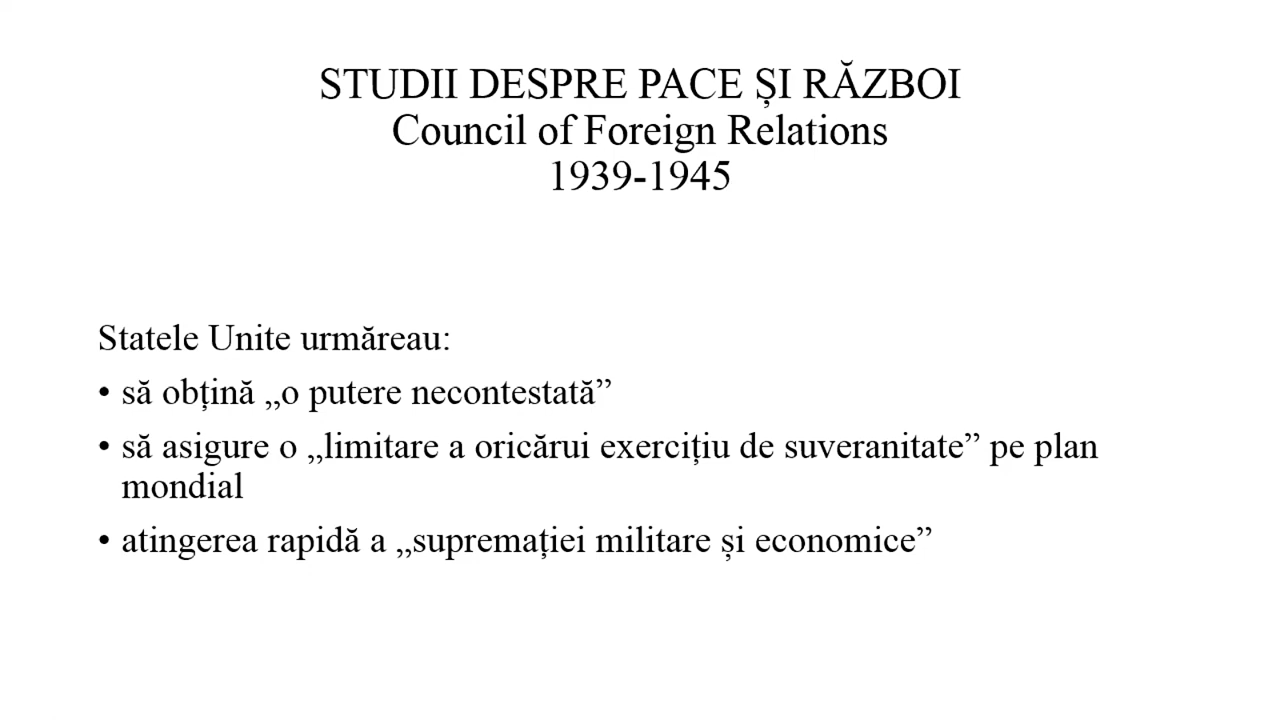 STUDII DESPRE PACE ȘI RĂZBOI
Council of Foreign Relations
1939-1945
Statele Unite urmăreau:
• să obțină „o putere necontestată”
• să asigure o „limitare a oricărui exercițiu de suveranitate” pe plan
mondial
• atingerea rapidă a „supremației militare și economice”